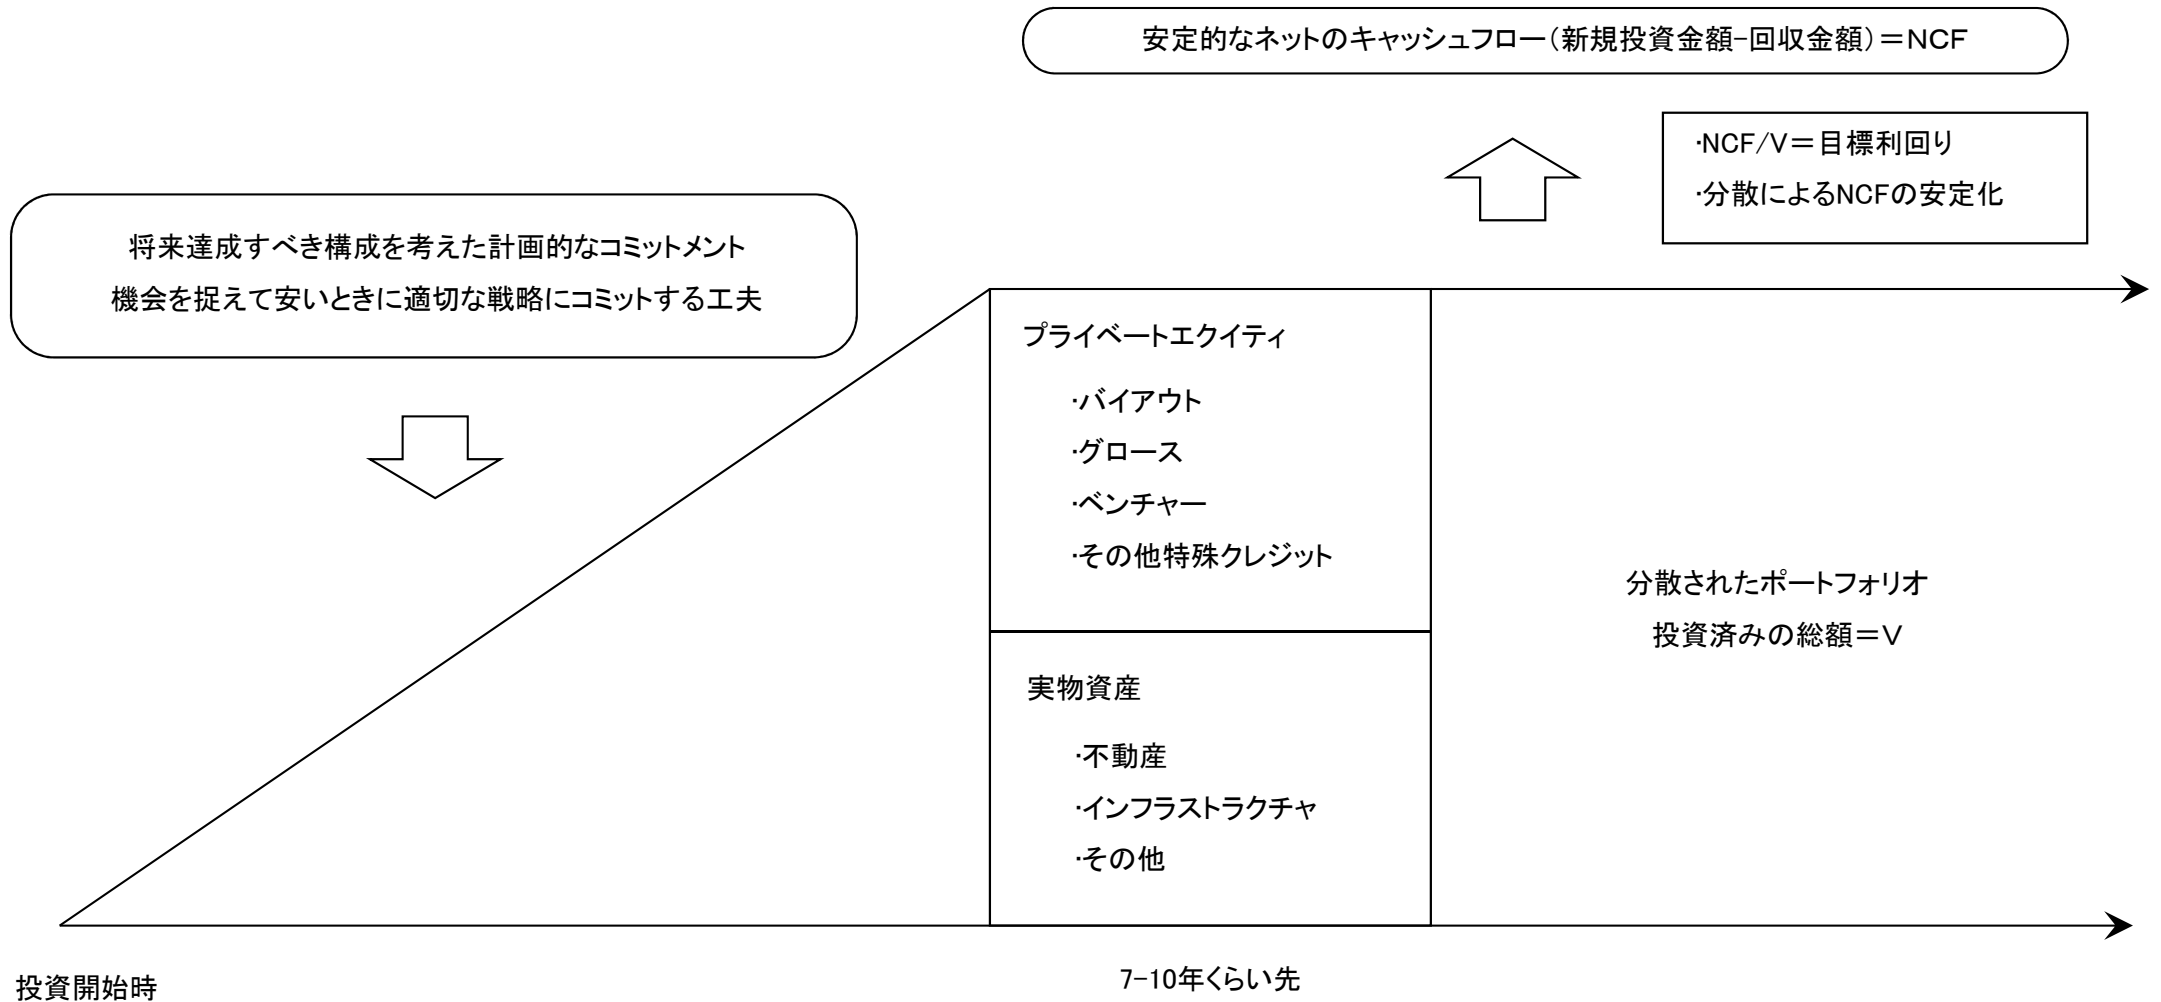 安定的なネットのキャッシュフロー（新規投資金額-回収金額）＝NCF
・NCF/V＝目標利回り
・分散によるNCFの安定化
将来達成すべき構成を考えた計画的なコミットメント
機会を捉えて安いときに適切な戦略にコミットする工夫
プライベートエクイティ
・バイアウト
・グロース
・ベンチャー
・その他特殊クレジット
分散されたポートフォリオ
投資済みの総額＝V
実物資産
・不動産
・インフラストラクチャ
・その他
投資開始時
7-10年くらい先